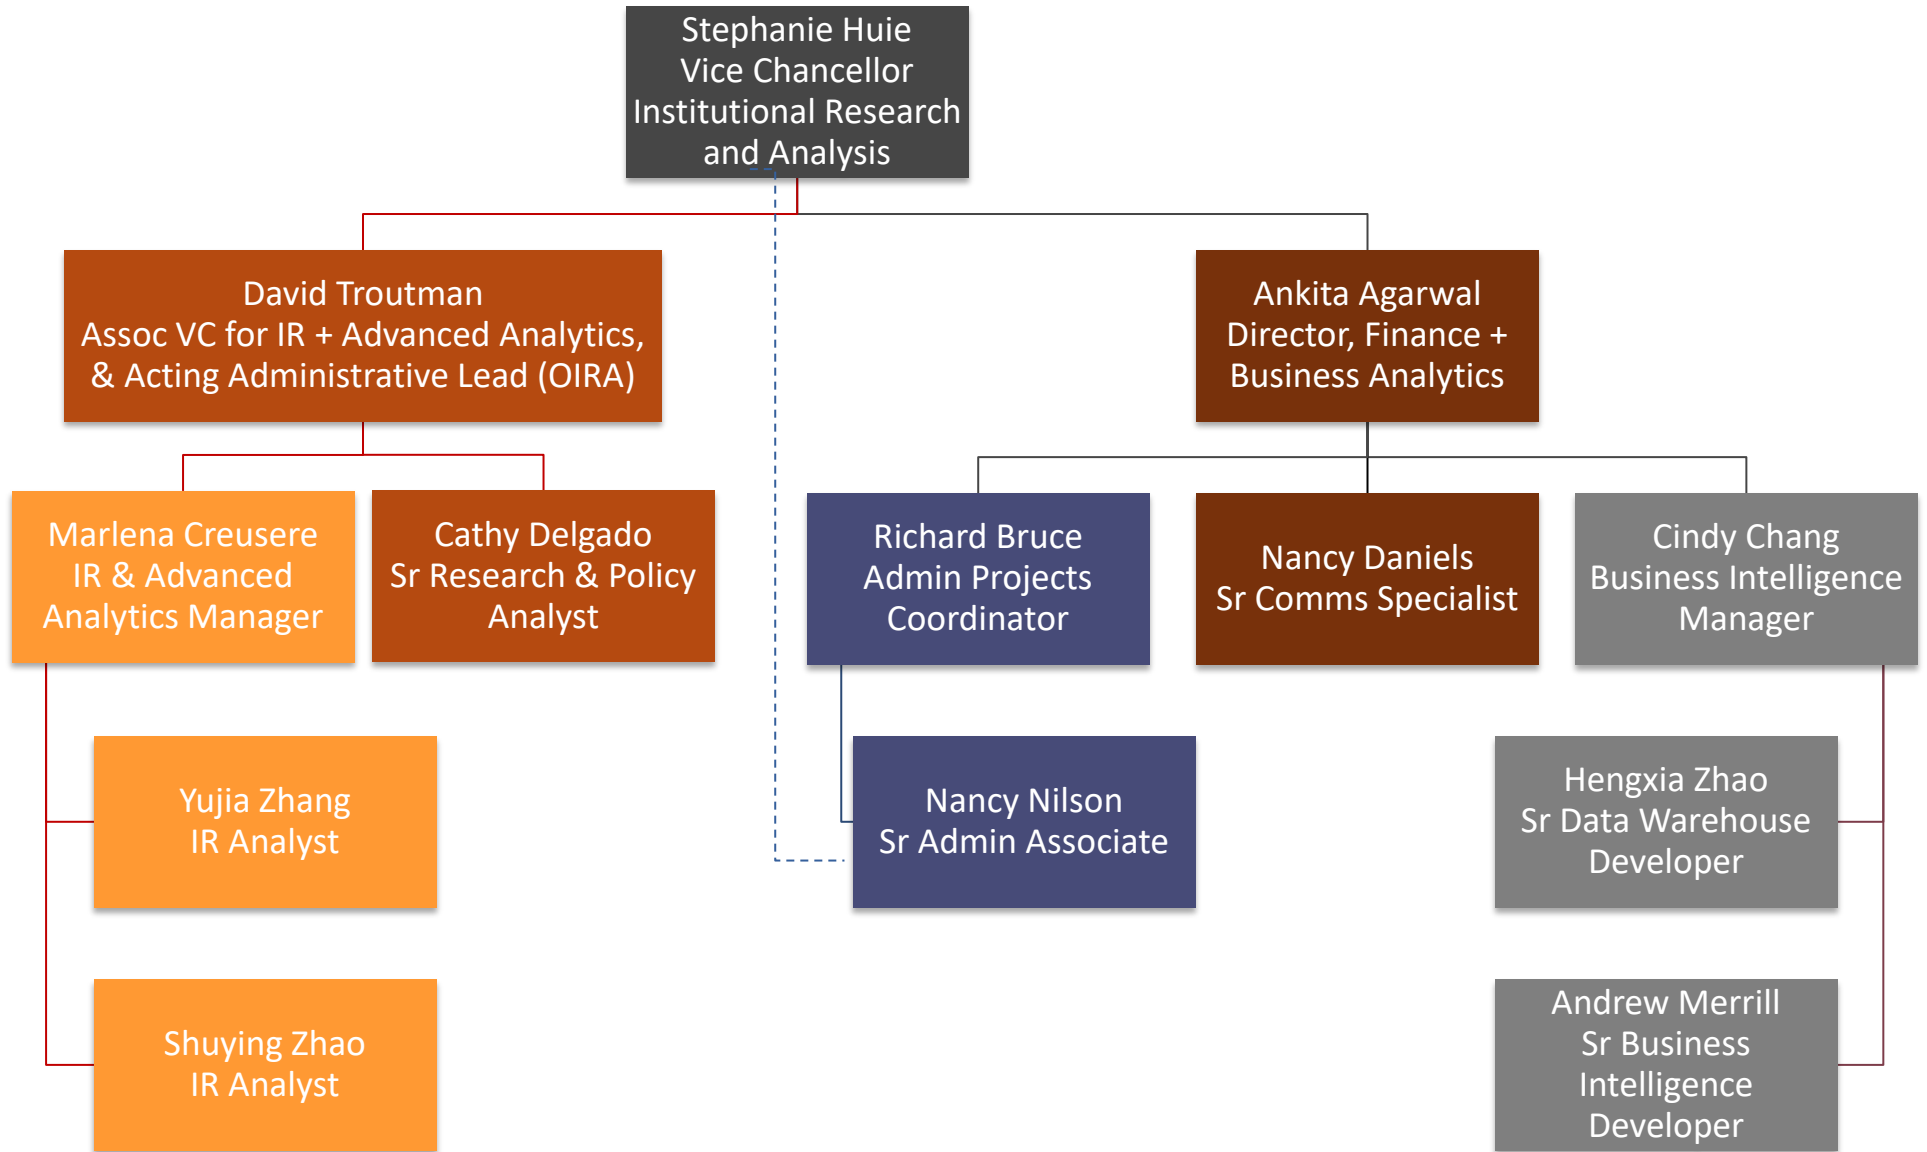 Stephanie Huie
Vice Chancellor
Institutional Research
and Analysis
David Troutman
Assoc VC for IR + Advanced Analytics,
& Acting Administrative Lead (OIRA)
Ankita Agarwal
Director, Finance +
Business Analytics
Marlena Creusere
IR & Advanced
Analytics Manager
Cathy Delgado
Sr Research & Policy
Analyst
Richard Bruce
Admin Projects
Coordinator
Nancy Daniels
Sr Comms Specialist
Cindy Chang
Business Intelligence
Manager
Yujia Zhang
IR Analyst
Nancy Nilson
Sr Admin Associate
Hengxia Zhao
Sr Data Warehouse
Developer
Shuying Zhao
IR Analyst
Andrew Merrill
Sr Business
Intelligence
Developer